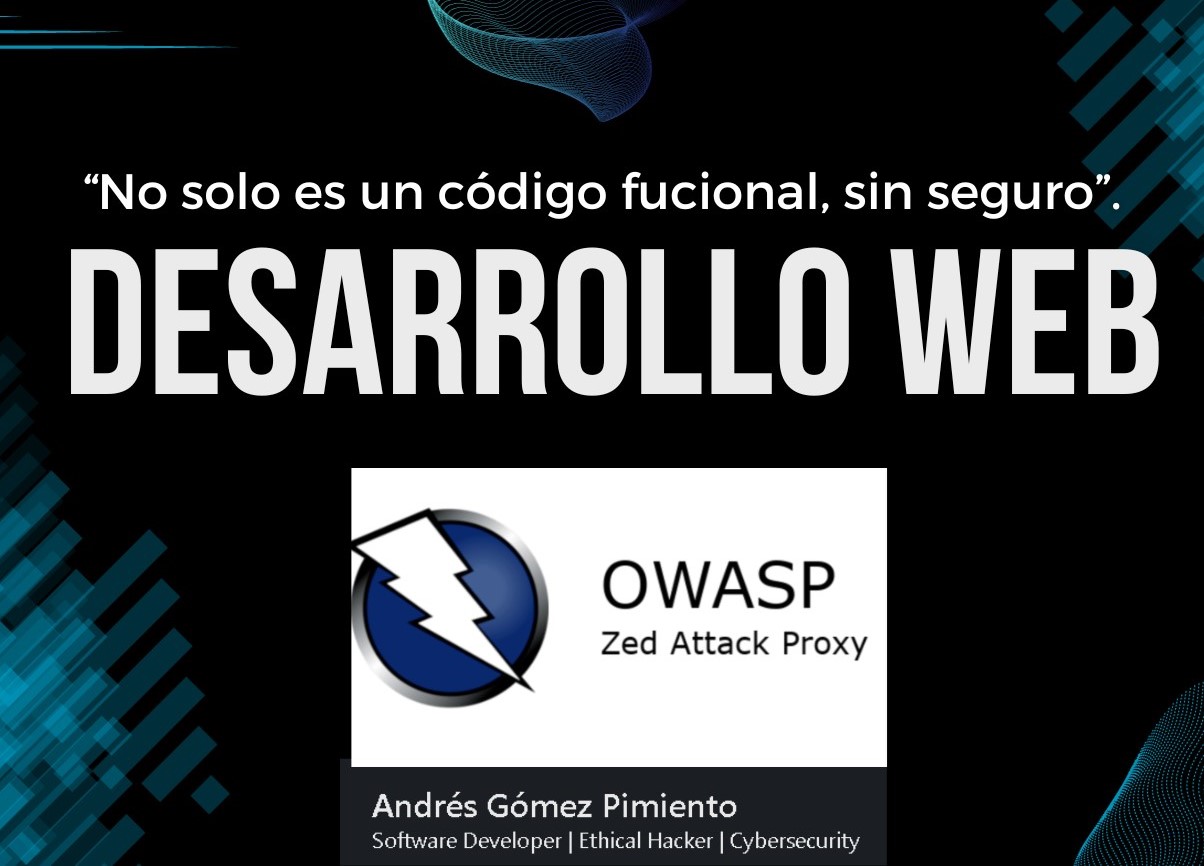 “No solo es un código fucional, sin seguro”.
DESARROLLO WEB
OWASP
Zed Attack Proxy
Andrés Gómez Pimiento
Software Developer | Ethical Hacker | Cybersecurity